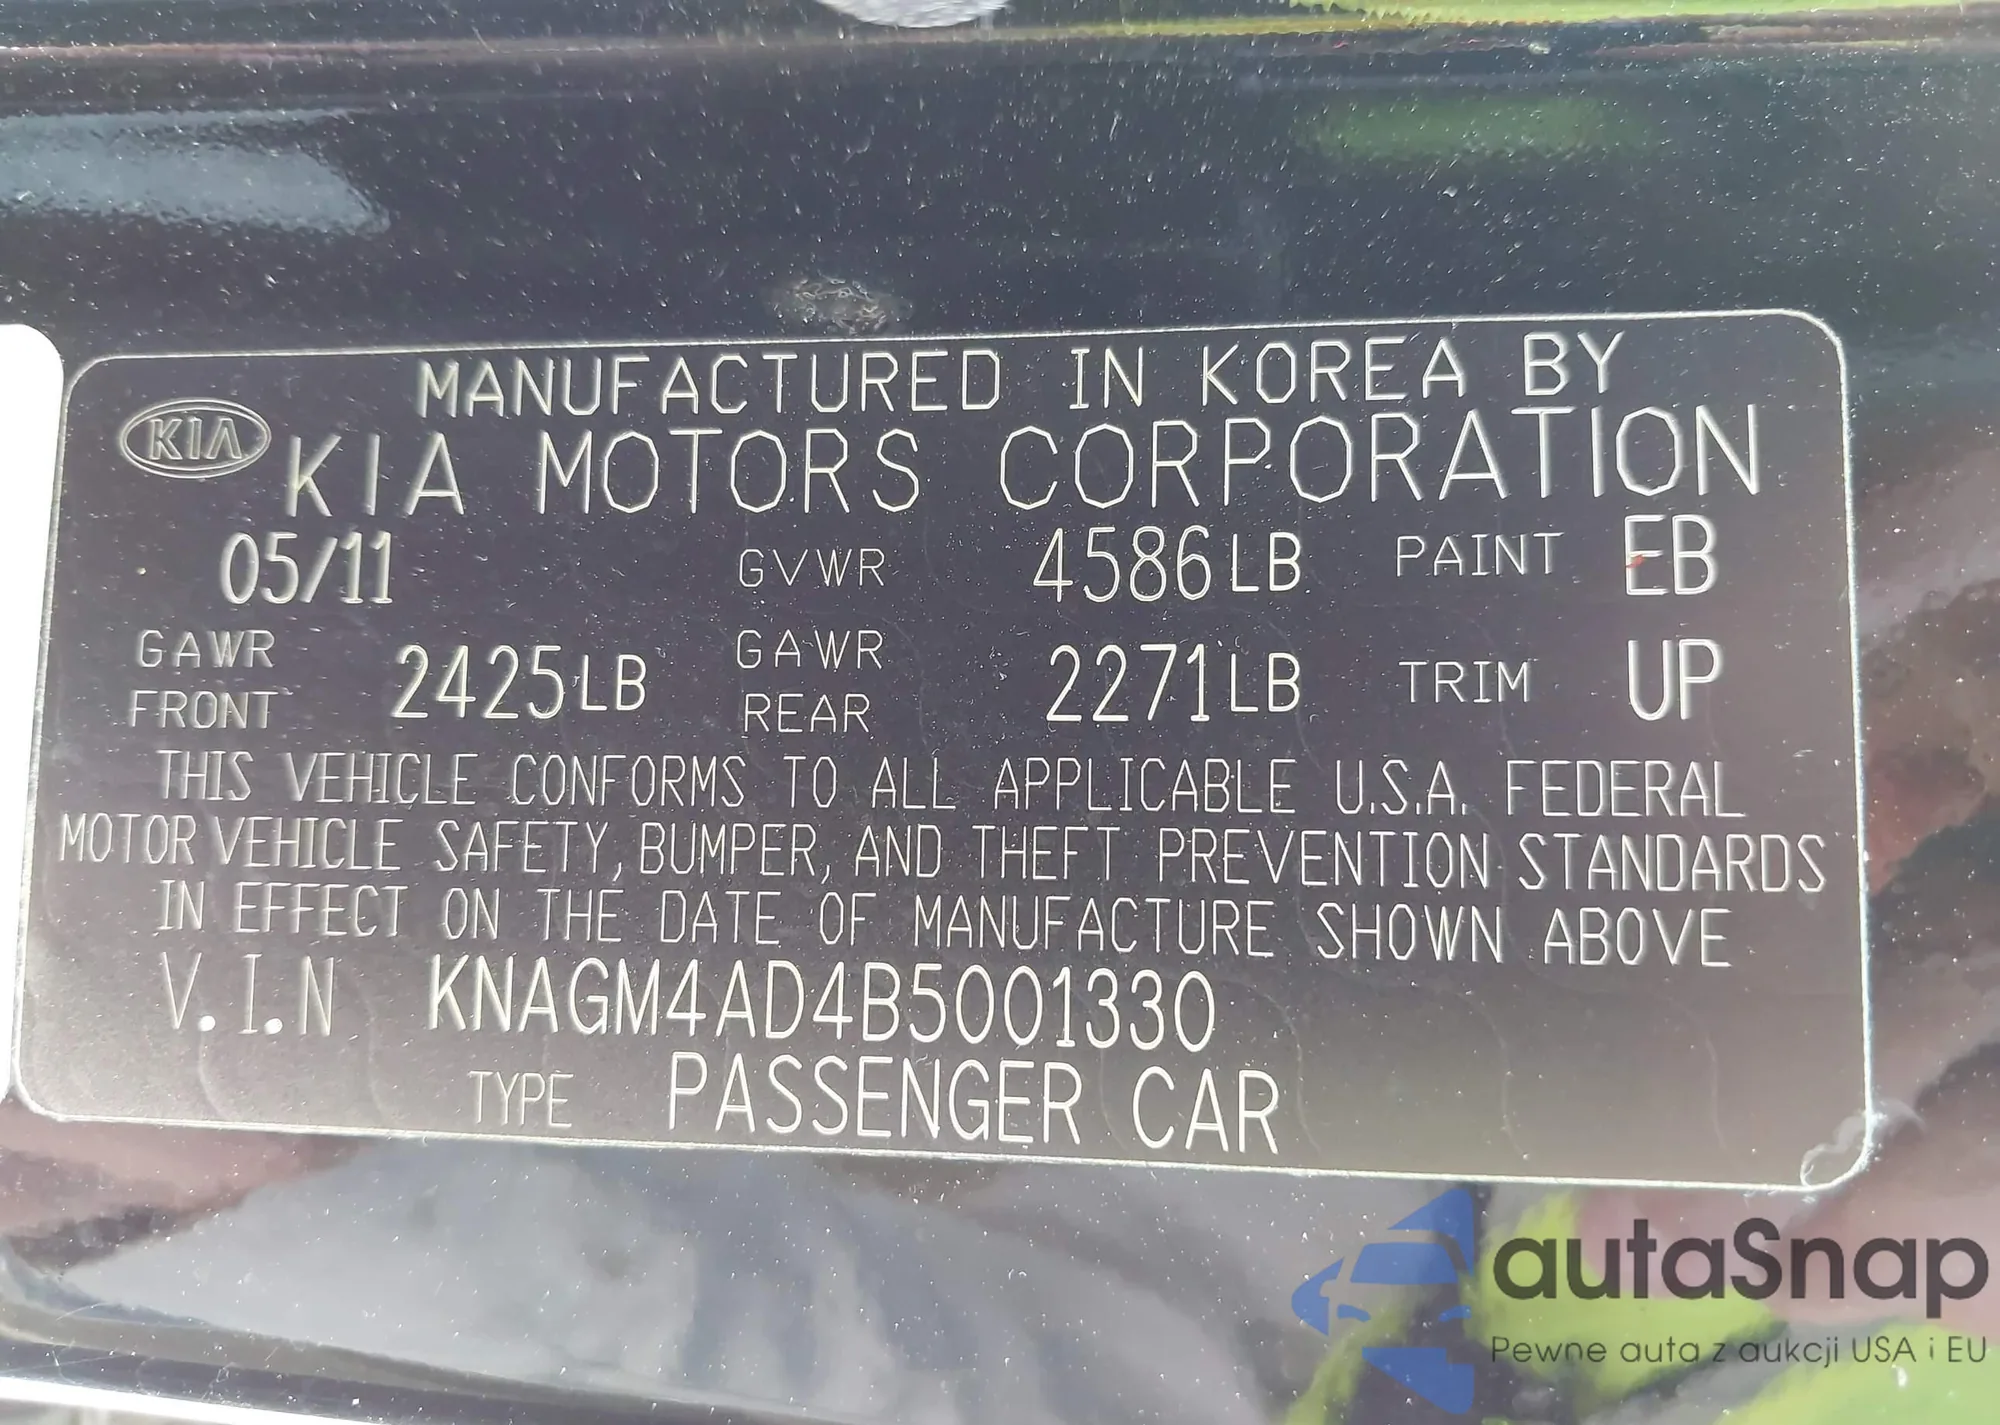 MANUFACTURED IN KOREA BY
KIA KIA MOTORS CORPORATION
05/11 GVWR 4586LB PAINT EB
GAWR FRONT 2425LB GAWR REAR 2271LB TRIM UP
THIS VEHICLE CONFORMS TO ALL APPLICABLE U.S.A. FEDERAL
MOTOR VEHICLE SAFETY, BUMPER, AND THEFT PREVENTION STANDARDS
IN EFFECT ON THE DATE OF MANUFACTURE SHOWN ABOVE
V.I.N KNAGM4AD4B5001330
TYPE PASSENGER CAR
autaSnap
Pewne auta z aukcji USA i EU